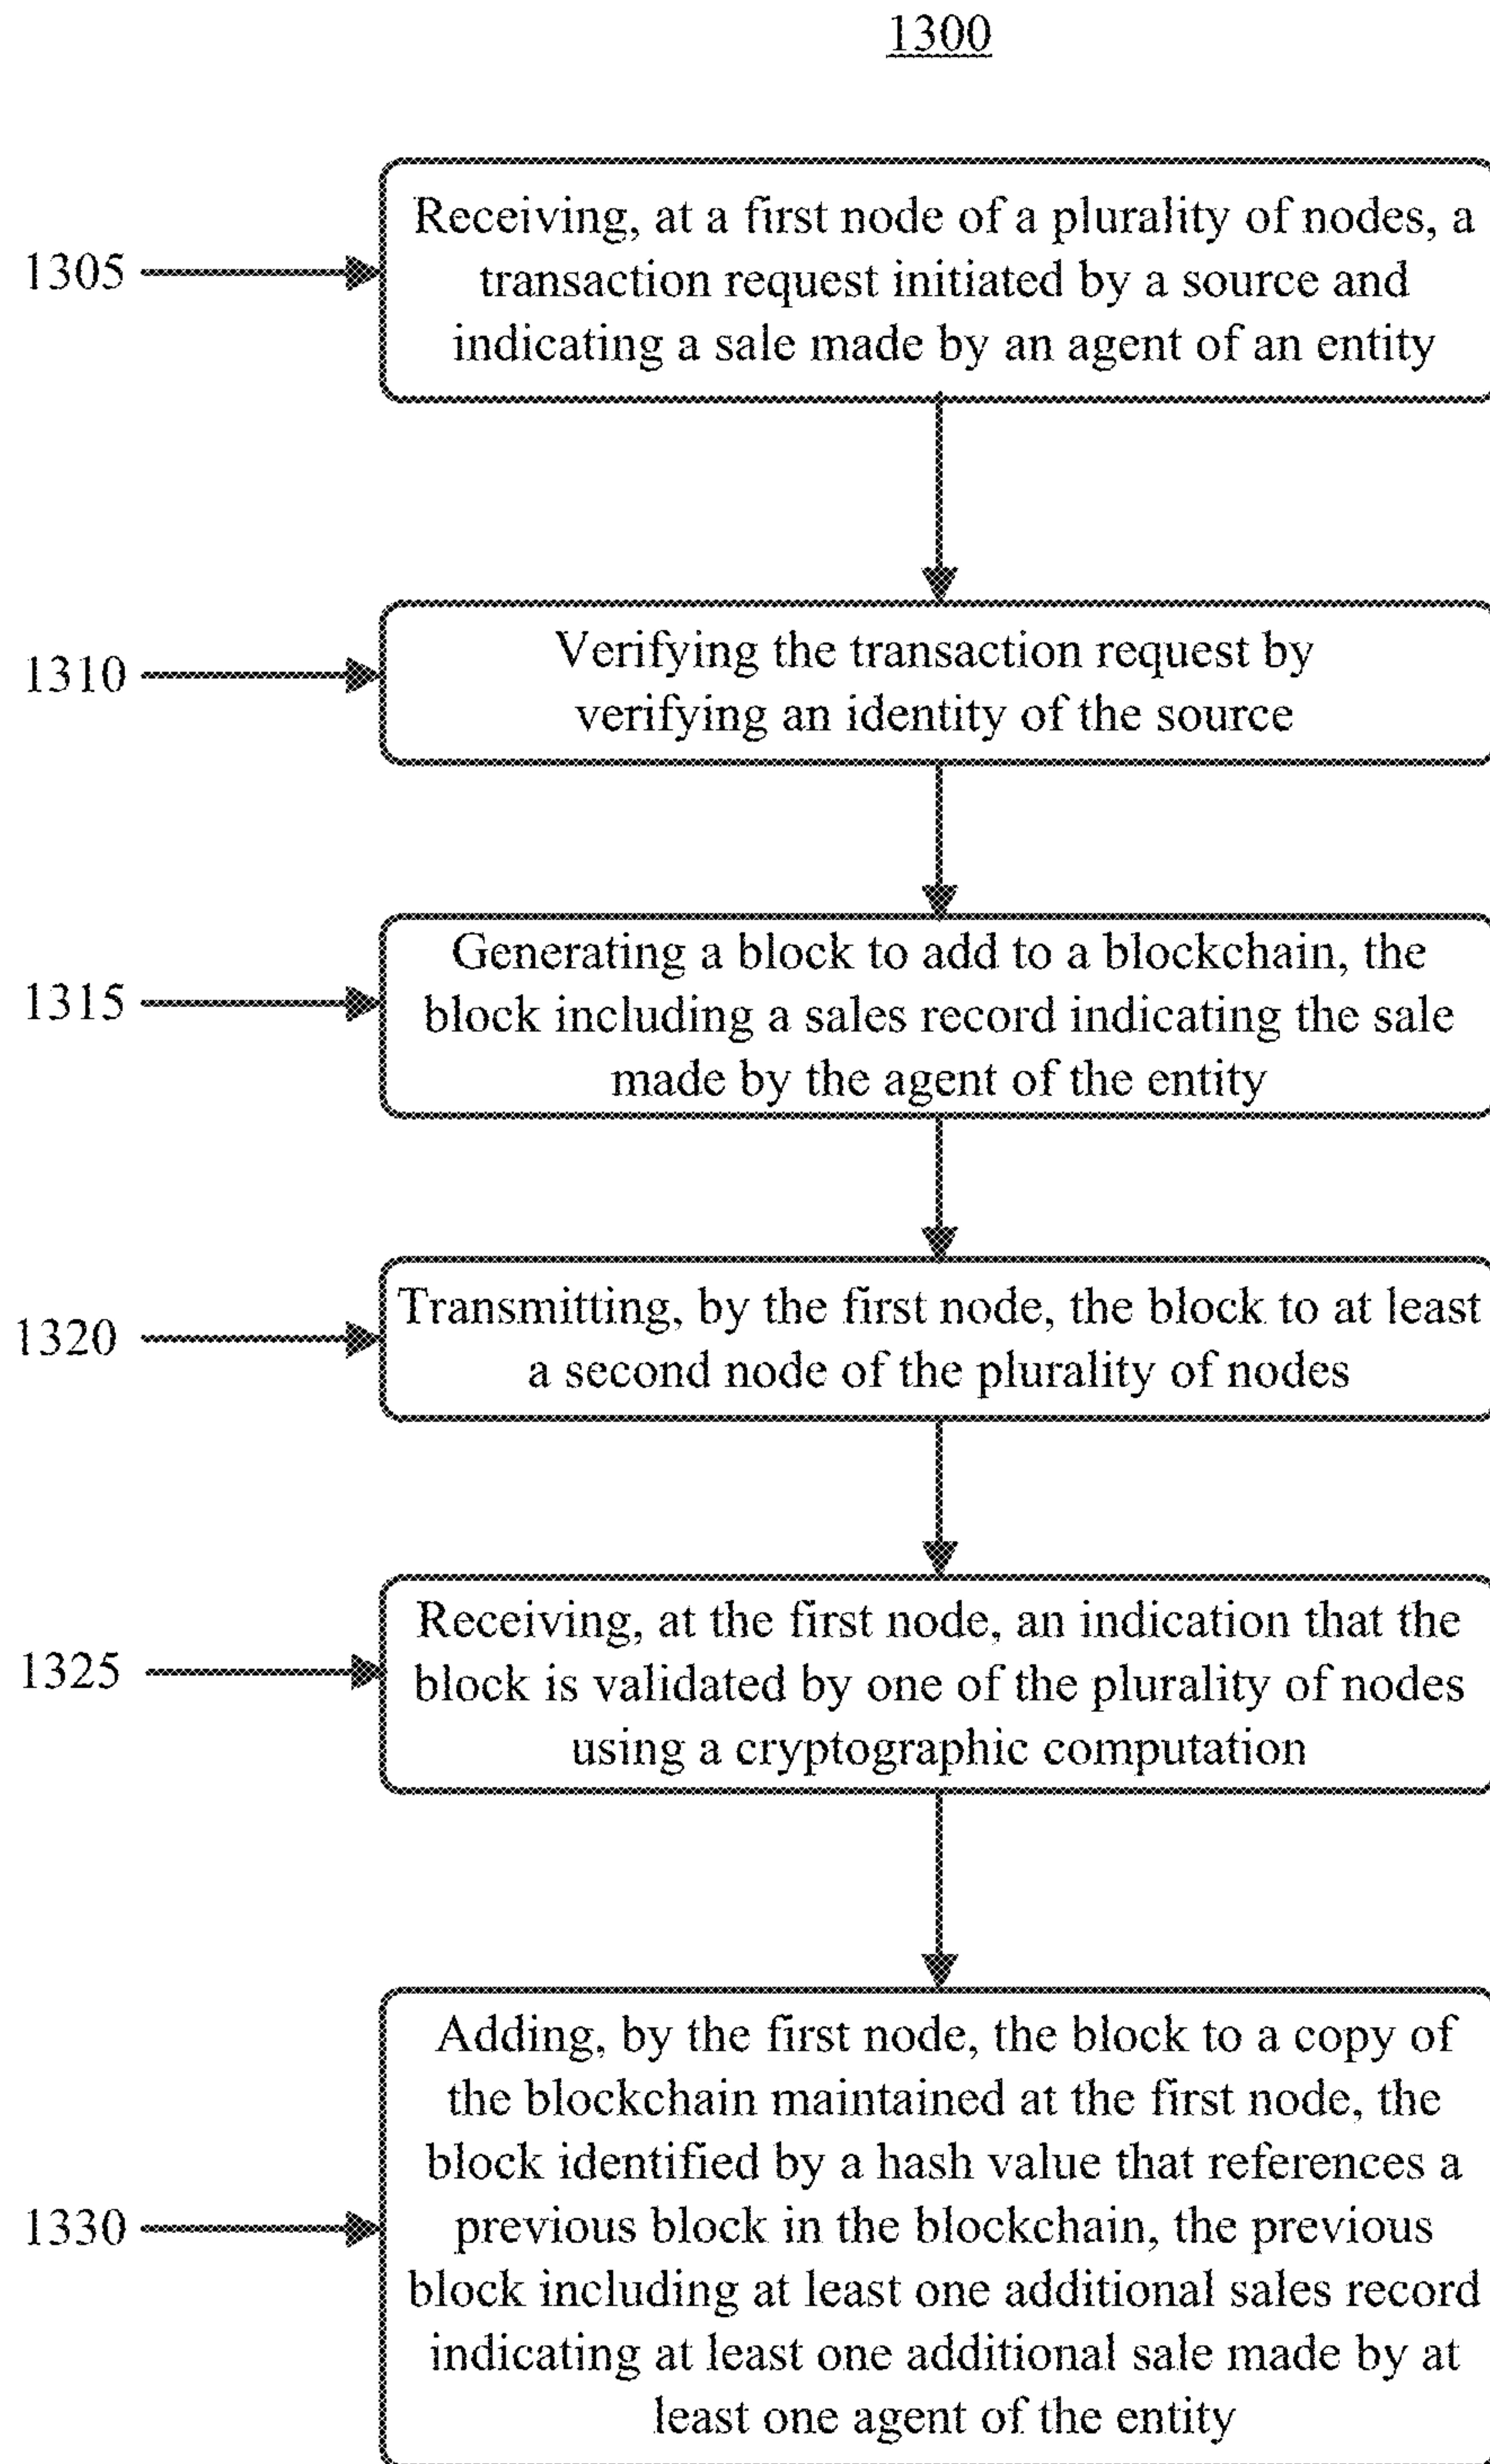 1300
1305
Receiving, at a first node of a plurality of nodes, a
transaction request initiated by a source and
indicating a sale made by an agent of an entity
1310
Verifying the transaction request by
verifying an identity of the source
1315
Generating a block to add to a blockchain, the
block including a sales record indicating the sale
made by the agent of the entity
1320
Transmitting, by the first node, the block to at least
a second node of the plurality of nodes
1325
Receiving, at the first node, an indication that the
block is validated by one of the plurality of nodes
using a cryptographic computation
1330
Adding, by the first node, the block to a copy of
the blockchain maintained at the first node, the
block identified by a hash value that references a
previous block in the blockchain, the previous
block including at least one additional sales record
indicating at least one additional sale made by at
least one agent of the entity